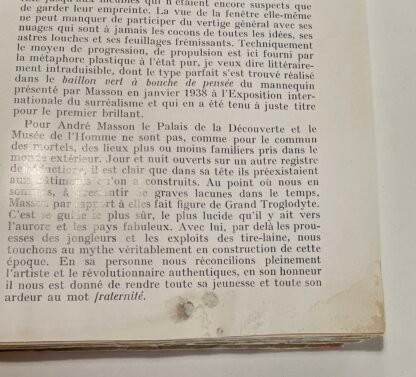 jusqu'aux meubles qui n'étaient encore suspects que
de garder leur empreinte. La vue de la fenêtre elle-même
ne peut manquer de participer du vertige général avec ses
nuages qui sont à jamais les cocons de toutes les idées, ses
astres louches et ses feuillages frémissants. Techniquement
le moyen de progression, de propulsion est ici fourni par
la métaphore plastique à l'état pur, je veux dire littéraire-
ment intraduisible, dont le type parfait s'est trouvé réalisé
dans le baillon vert à bouche de pensée du mannequin
présenté par Masson en janvier 1938 à l'Exposition inter-
nationale du surréalisme et qui en a été tenu à juste titre
pour le premier brillant.
Pour André Masson le Palais de la Découverte et le
Musée de l'Homme ne sont pas, comme pour le commun
des mortels, des lieux plus ou moins familiers pris dans le
monde extérieur. Jour et nuit ouverts sur un autre registre
de séduction, il est clair que dans sa tête ils préexistaient
aux bâtiments qu'on a construits. Au point où nous en
sommes, à pressentir de graves lacunes dans le temps,
Masson par rapport à elles fait figure de Grand Troglodyte.
C'est le guide le plus sûr, le plus lucide qu'il y ait vers
l'aurore et les pays fabuleux. Avec lui, par delà les prou-
esses des jongleurs et les exploits des tire-laine, nous
touchons au mythe véritablement en construction de cette
époque. En sa personne nous réconcilions pleinement
l'artiste et le révolutionnaire authentiques, en son honneur
il nous est donné de rendre toute sa jeunesse et toute son
ardeur au mot fraternité.